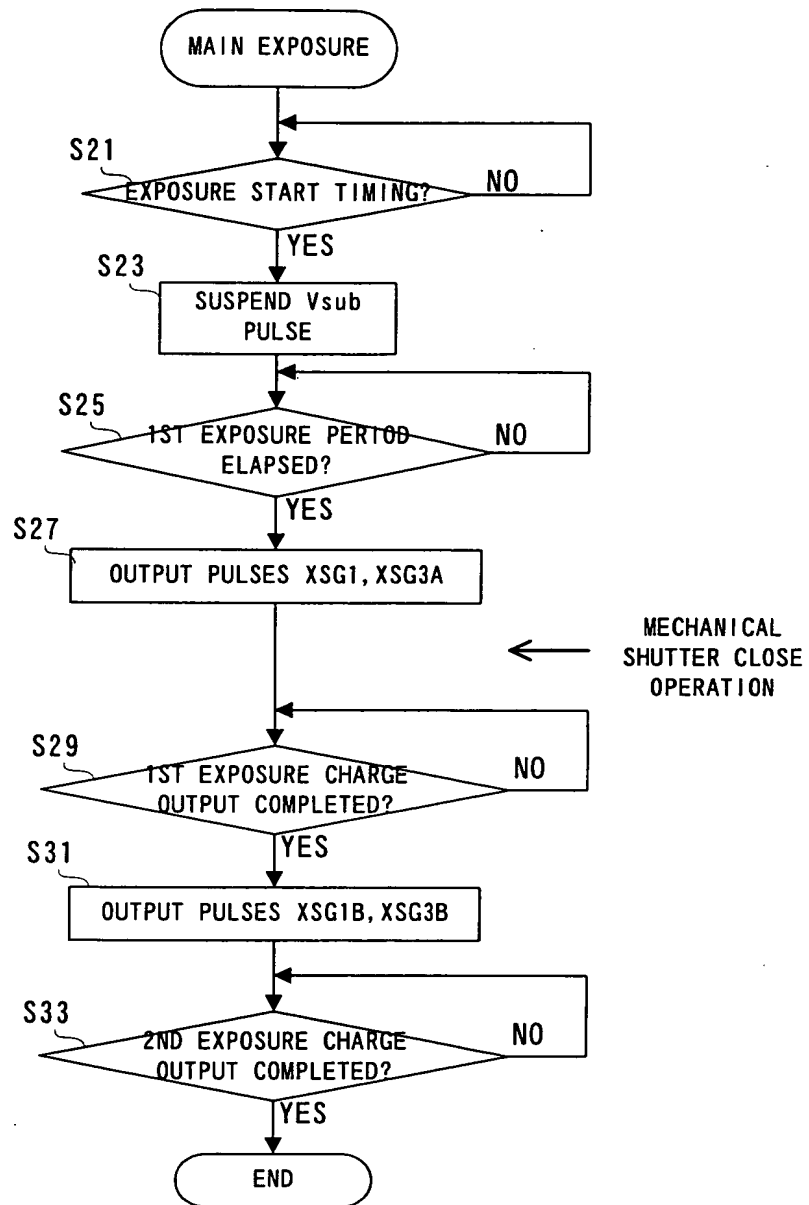 MAIN EXPOSURE
S21
EXPOSURE START TIMING?
NO
YES
S23
SUSPEND Vsub
PULSE
S25
1ST EXPOSURE PERIOD
ELAPSED?
NO
YES
S27
OUTPUT PULSES XSG1, XSG3A
MECHANICAL
SHUTTER CLOSE
OPERATION
S29
1ST EXPOSURE CHARGE
OUTPUT COMPLETED?
NO
YES
S31
OUTPUT PULSES XSG1B, XSG3B
S33
2ND EXPOSURE CHARGE
OUTPUT COMPLETED?
NO
YES
END